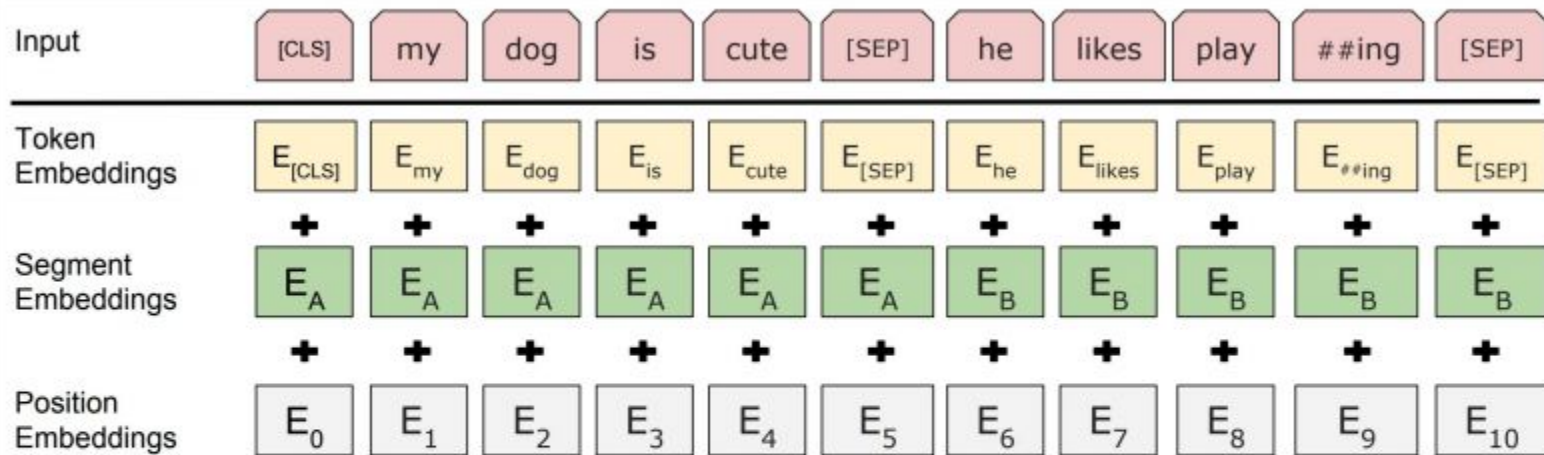 Input [CLS] my dog is cute [SEP] he likes play ##ing [SEP]
Token Embeddings E[CLS] Emy Edog Eis Ecute E[SEP] Ehe Elikes Eplay E##ing E[SEP]
+ + + + + + + + + + +
Segment Embeddings EA EA EA EA EA EA EB EB EB EB EB
+ + + + + + + + + + +
Position Embeddings E0 E1 E2 E3 E4 E5 E6 E7 E8 E9 E10